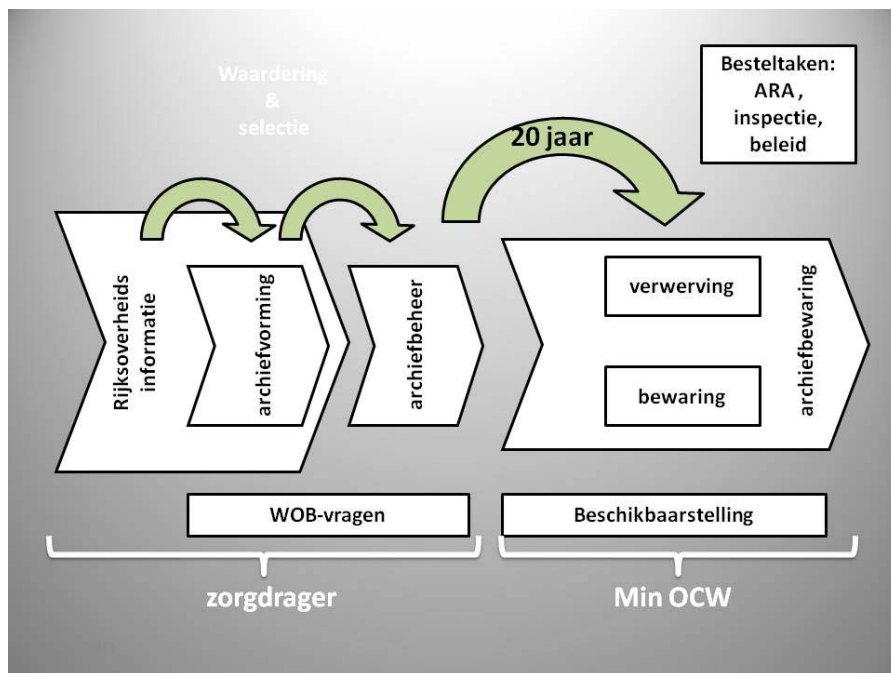 Waardering
&
selectie
Besteltaken:
ARA ,
inspectie,
beleid
20 jaar
Rijksoverheids
informatie
archiefvorming
archiefbeheer
verwerving
bewaring
archiefbewaring
WOB-vragen
Beschikbaarstelling
zorgdrager
Min OCW